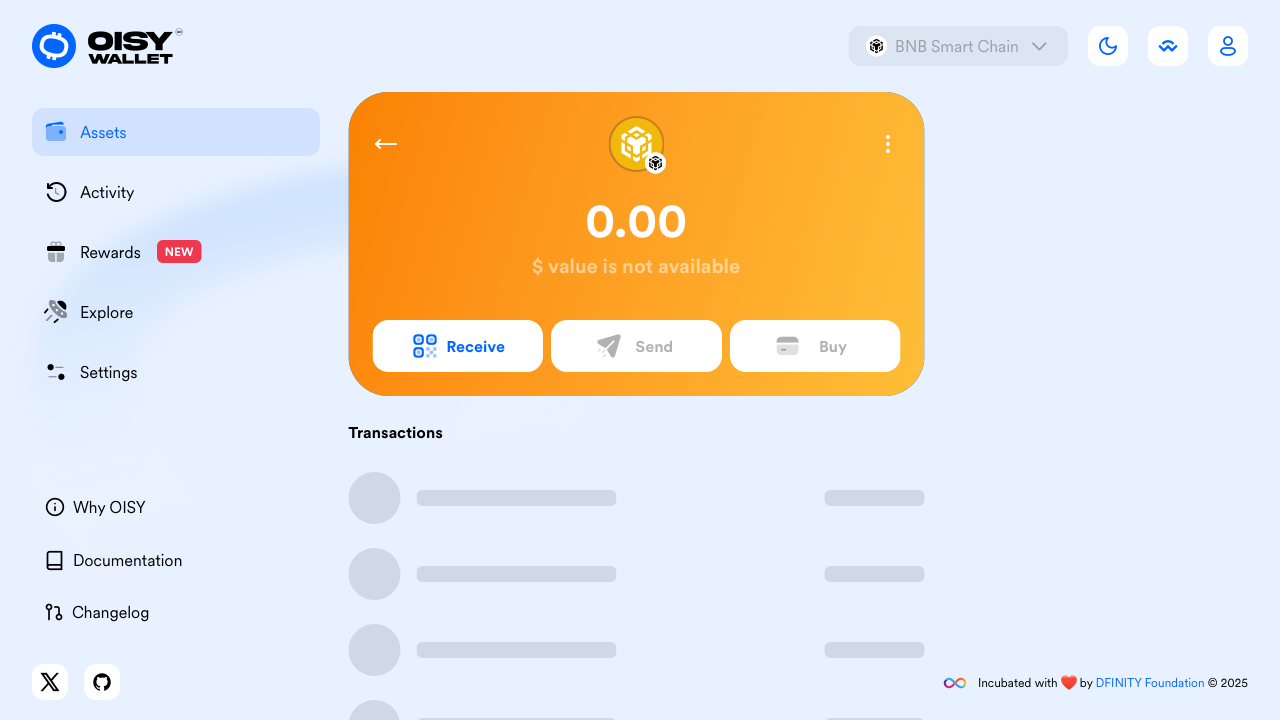 OISY
WALLET
BNB Smart Chain
Assets
Activity
Rewards NEW
Explore
Settings
Why OISY
Documentation
Changelog
0.00
$ value is not available
Receive
Send
Buy
Transactions
Incubated with ❤️ by DFINITY Foundation © 2025